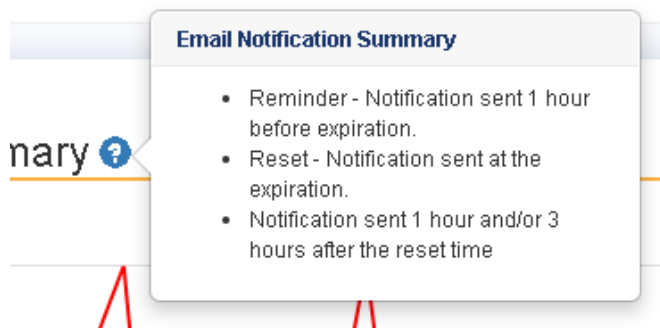 Email Notification Summary
mary ?
• Reminder - Notification sent 1 hour
before expiration.
• Reset - Notification sent at the
expiration.
• Notification sent 1 hour and/or 3
hours after the reset time